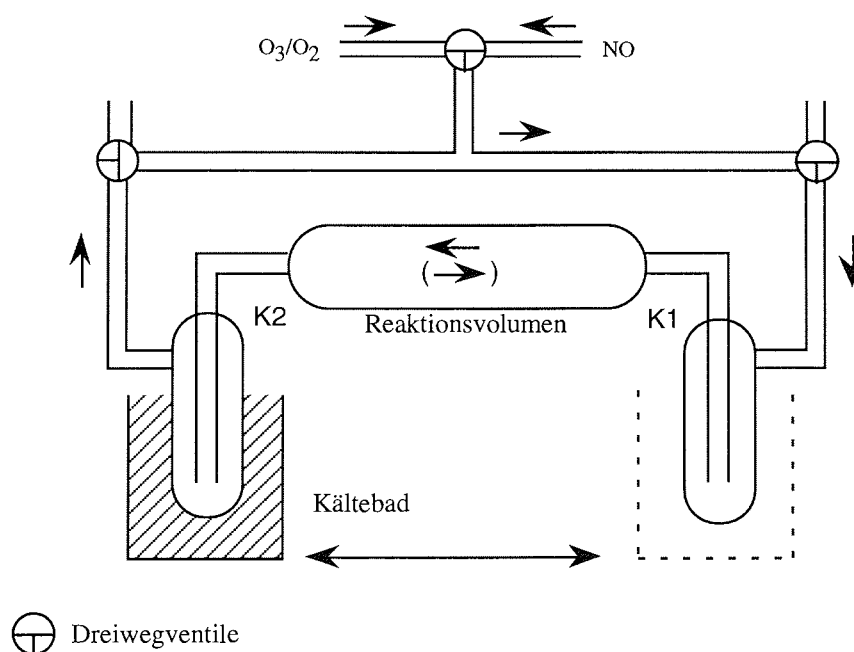 O₃/O₂
NO
K2
Reaktionsvolumen
K1
Kältebad
Dreiwegventile